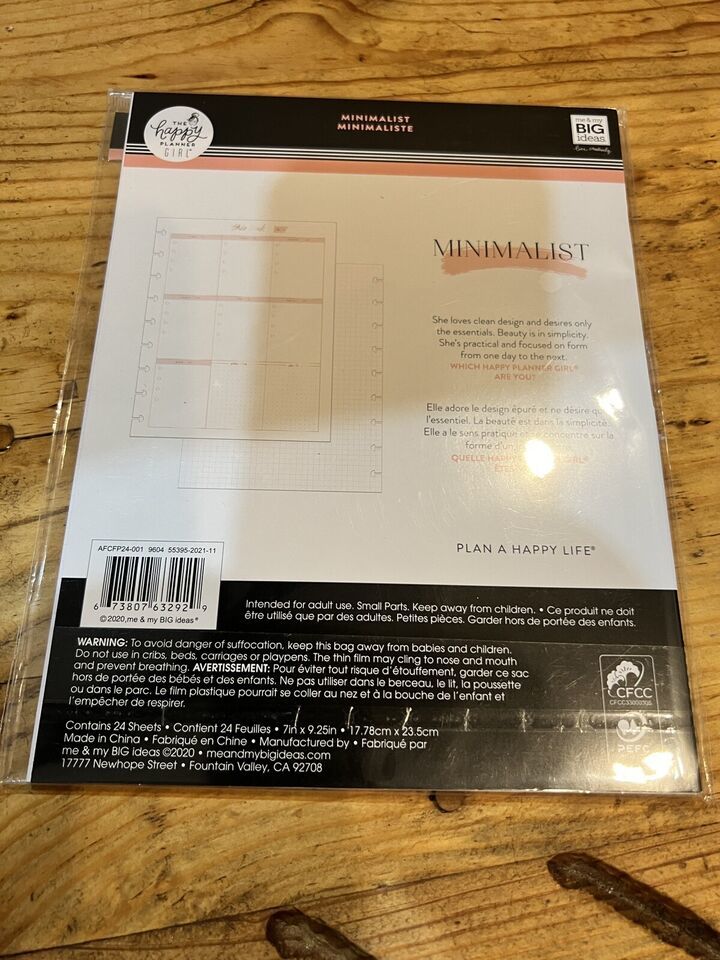 THE
happy
PLANNER
GIRL™
MINIMALIST
MINIMALISTE
me & my
BIG
ideas
live creatively
MINIMALIST
She loves clean design and desires only
the essentials. Beauty is in simplicity.
She's practical and focused on form
from one day to the next.
WHICH HAPPY PLANNER GIRL®
ARE YOU?
Elle adore le design épuré et ne désire
l'essentiel. La beauté est dans la simplicité.
Elle a le sens pratique et se concentre sur la
forme d'un
QUELLE
PLAN A HAPPY LIFE®
AFCFP24-001 9604 55395-2021-11
6 73807 63292 9
©2020, me & my BIG ideas®
Intended for adult use. Small Parts. Keep away from children. • Ce produit ne doit
être utilisé que par des adultes. Petites pièces. Garder hors de portée des enfants.
WARNING: To avoid danger of suffocation, keep this bag away from babies and children.
Do not use in cribs, beds, carriages or playpens. The thin film may cling to nose and mouth
and prevent breathing. AVERTISSEMENT: Pour éviter tout risque d'étouffement, garder ce sac
hors de portée des bébés et des enfants. Ne pas utiliser dans le berceau, le lit, la poussette
ou dans le parc. Le film plastique pourrait se coller au nez et à la bouche de l'enfant et
l'empêcher de respirer.
CFCC
PEFC
Contains 24 Sheets • Contient 24 Feuilles • 7in x 9.25in • 17.78cm x 23.5cm
Made in China • Fabriqué en Chine • Manufactured by • Fabriqué par
me & my BIG ideas ©2020 • meandmybigideas.com
17777 Newhope Street • Fountain Valley, CA 92708